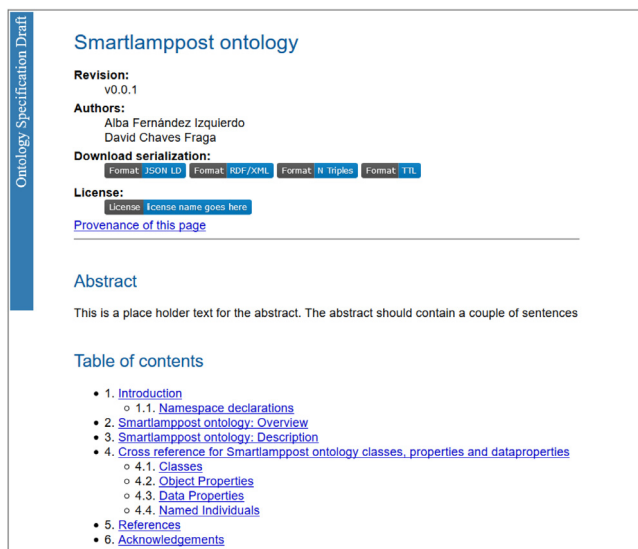 Ontology Specification Draft
Smartlamppost ontology
Revision:
v0.0.1
Authors:
Alba Fernández Izquierdo
David Chaves Fraga
Download serialization:
Format JSON LD Format RDF/XML Format N Triples Format TTL
License:
License license name goes here
Provenance of this page
Abstract
This is a place holder text for the abstract. The abstract should contain a couple of sentences
Table of contents
1. Introduction
1.1. Namespace declarations
2. Smartlamppost ontology: Overview
3. Smartlamppost ontology: Description
4. Cross reference for Smartlamppost ontology classes, properties and dataproperties
4.1. Classes
4.2. Object Properties
4.3. Data Properties
4.4. Named Individuals
5. References
6. Acknowledgements